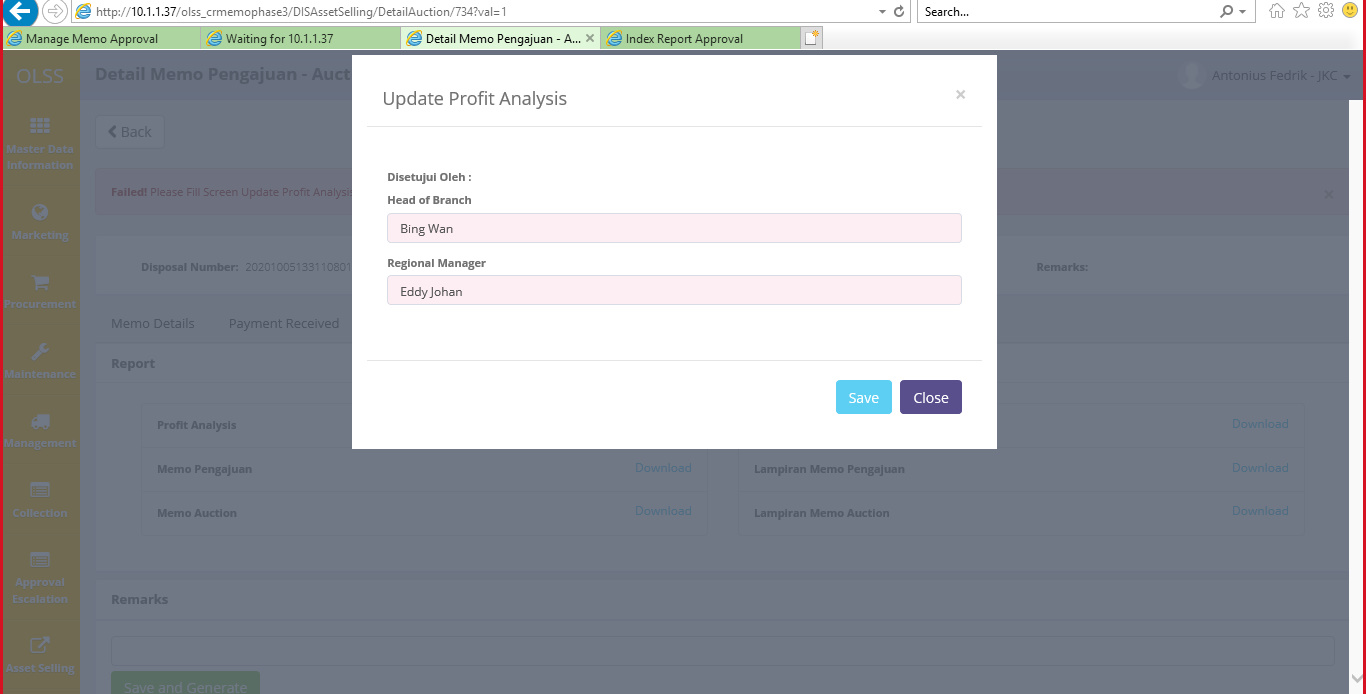 http://10.1.1.37/olss_crmemophase3/DISAssetSelling/DetailAuction/734?val=1
Search...
Manage Memo Approval
Waiting for 10.1.1.37
Detail Memo Pengajuan - A...
Index Report Approval
OLSS
Detail Memo Pengajuan - Auct
Antonius Fedrik - JKC
Update Profit Analysis
×
Back
Master Data
Information
Failed! Please Fill Screen Update Profit Analysis
×
Disetujui Oleh :
Head of Branch
Bing Wan
Marketing
Regional Manager
Eddy Johan
Disposal Number: 20201005133110801
Remarks:
Procurement
Memo Details
Payment Received
Report
Maintenance
Save
Close
Profit Analysis
Download
Management
Memo Pengajuan
Download
Lampiran Memo Pengajuan
Download
Memo Auction
Download
Lampiran Memo Auction
Download
Collection
Approval
Escalation
Remarks
Asset Selling
Save and Generate